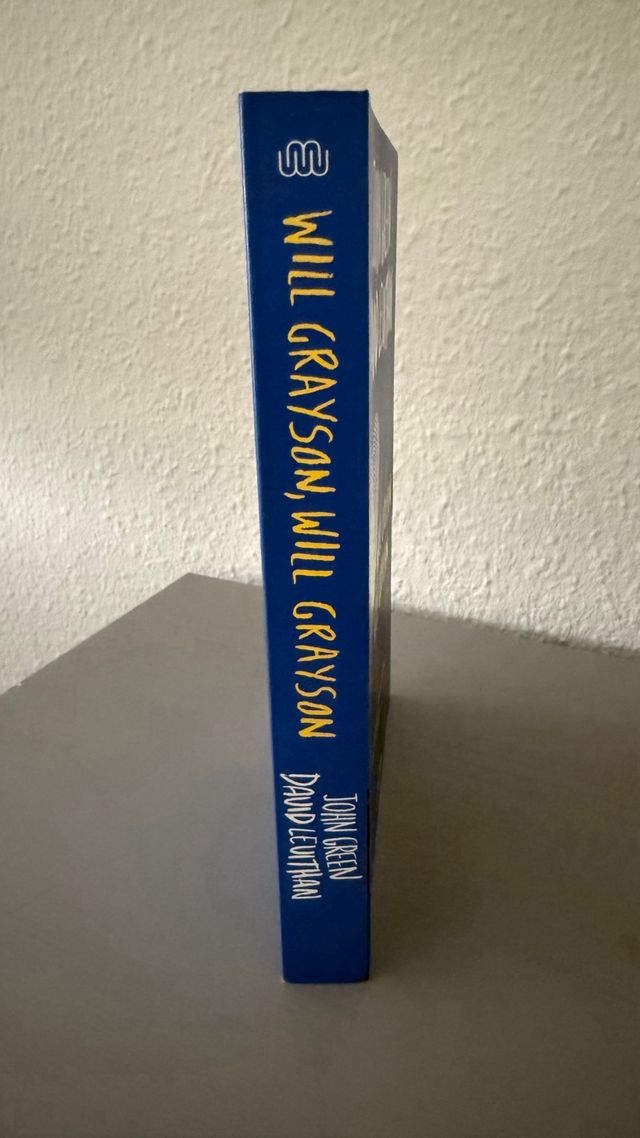 WILL GRAYSON, WILL GRAYSON
JOHN GREEN
DAVID LEVITHAN